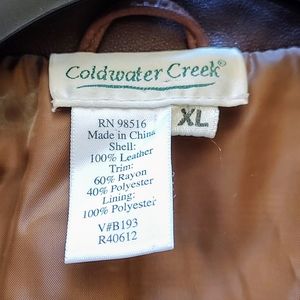 Coldwater Creek®
XL
RN 98516
Made in China
Shell:
100% Leather
Trim:
60% Rayon
40% Polyester
Lining:
100% Polyester
V#B193
R40612